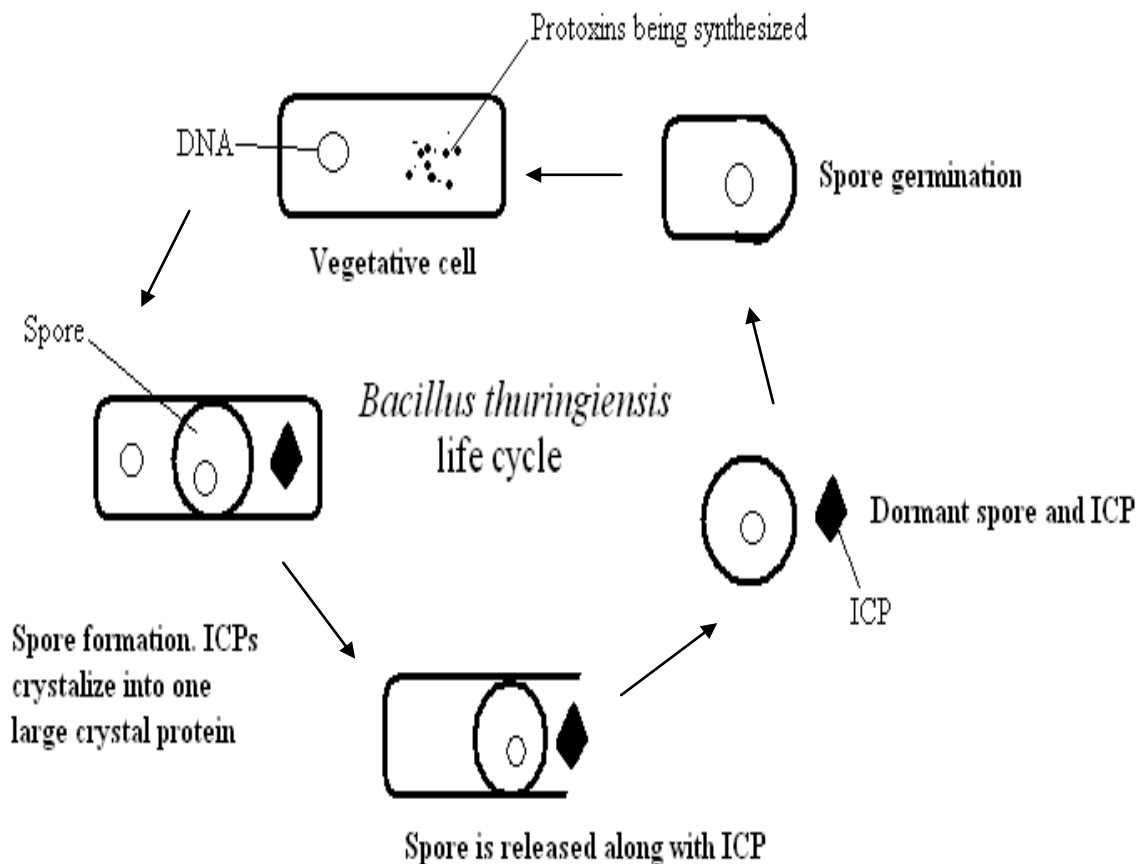 Protoxins being synthesized
DNA
Spore germination
Vegetative cell
Spore
Bacillus thuringiensis
life cycle
Dormant spore and ICP
ICP
Spore formation. ICPs
crystalize into one
large crystal protein
Spore is released along with ICP